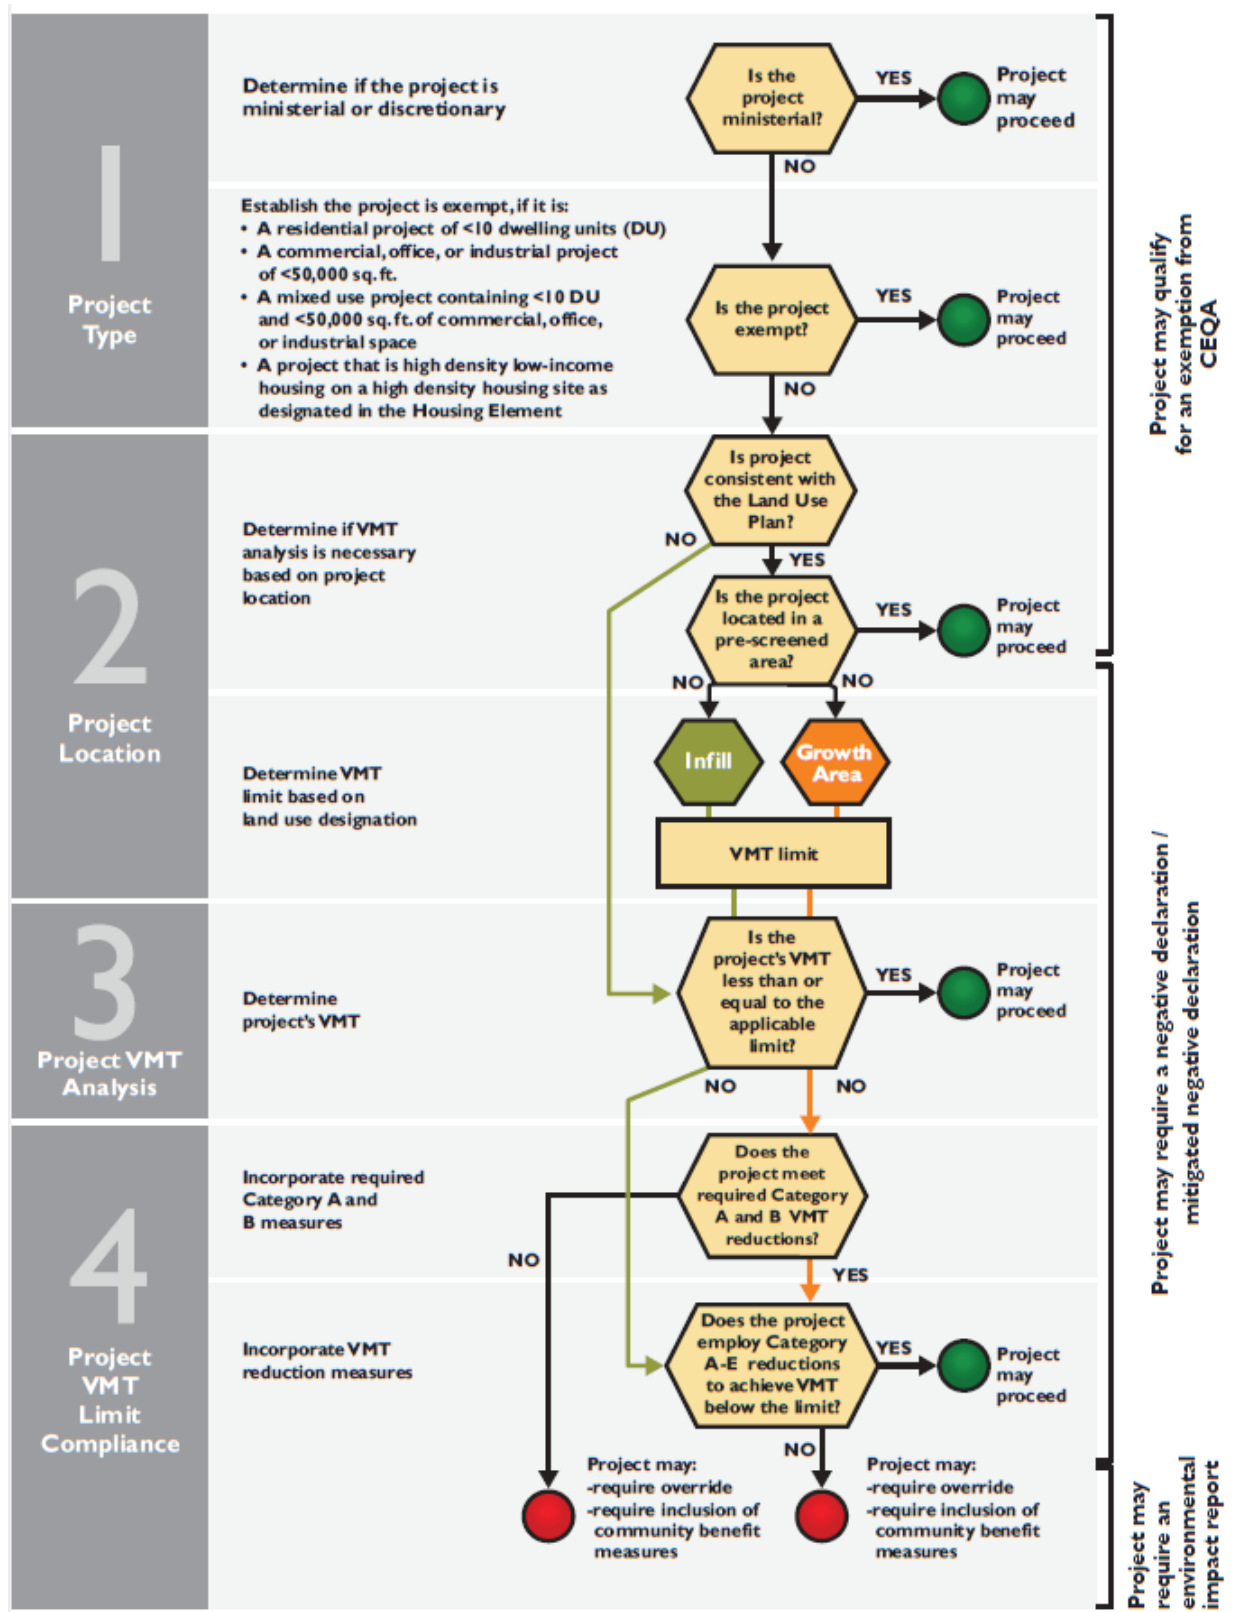 1
Project
Type
Determine if the project is
ministerial or discretionary
Is the
project
ministerial?
YES
Project
may
proceed
NO
Establish the project is exempt, if it is:
• A residential project of <10 dwelling units (DU)
• A commercial, office, or industrial project
of <50,000 sq. ft.
• A mixed use project containing <10 DU
and <50,000 sq. ft. of commercial, office,
or industrial space
• A project that is high density low-income
housing on a high density housing site as
designated in the Housing Element
Is the project
exempt?
YES
Project
may
proceed
NO
Project may qualify
for an exemption from
CEQA
2
Project
Location
Determine if VMT
analysis is necessary
based on project
location
Is project
consistent with
the Land Use
Plan?
NO
YES
Is the project
located in a
pre-screened
area?
YES
Project
may
proceed
NO
NO
Determine VMT
limit based on
land use designation
Infill
Growth
Area
VMT limit
3
Project VMT
Analysis
Determine
project's VMT
Is the
project's VMT
less than or
equal to the
applicable
limit?
YES
Project
may
proceed
NO
NO
Project may require a negative declaration /
mitigated negative declaration
4
Project
VMT
Limit
Compliance
Incorporate required
Category A and
B measures
Does the
project meet
required Category
A and B VMT
reductions?
NO
YES
Incorporate VMT
reduction measures
Does the project
employ Category
A-E reductions
to achieve VMT
below the limit?
YES
Project
may
proceed
NO
Project may:
-require override
-require inclusion of
community benefit
measures
Project may:
-require override
-require inclusion of
community benefit
measures
Project may
require an
environmental
impact report